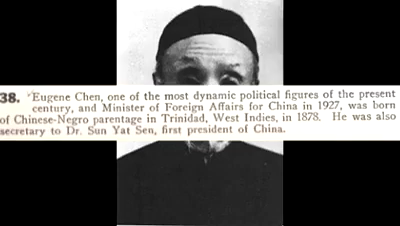 38. Eugene Chen, one of the most dynamic political figures of the present
century, and Minister of Foreign Affairs for China in 1927, was born
of Chinese-Negro parentage in Trinidad, West Indies, in 1878. He was also
secretary to Dr. Sun Yat Sen, first president of China.